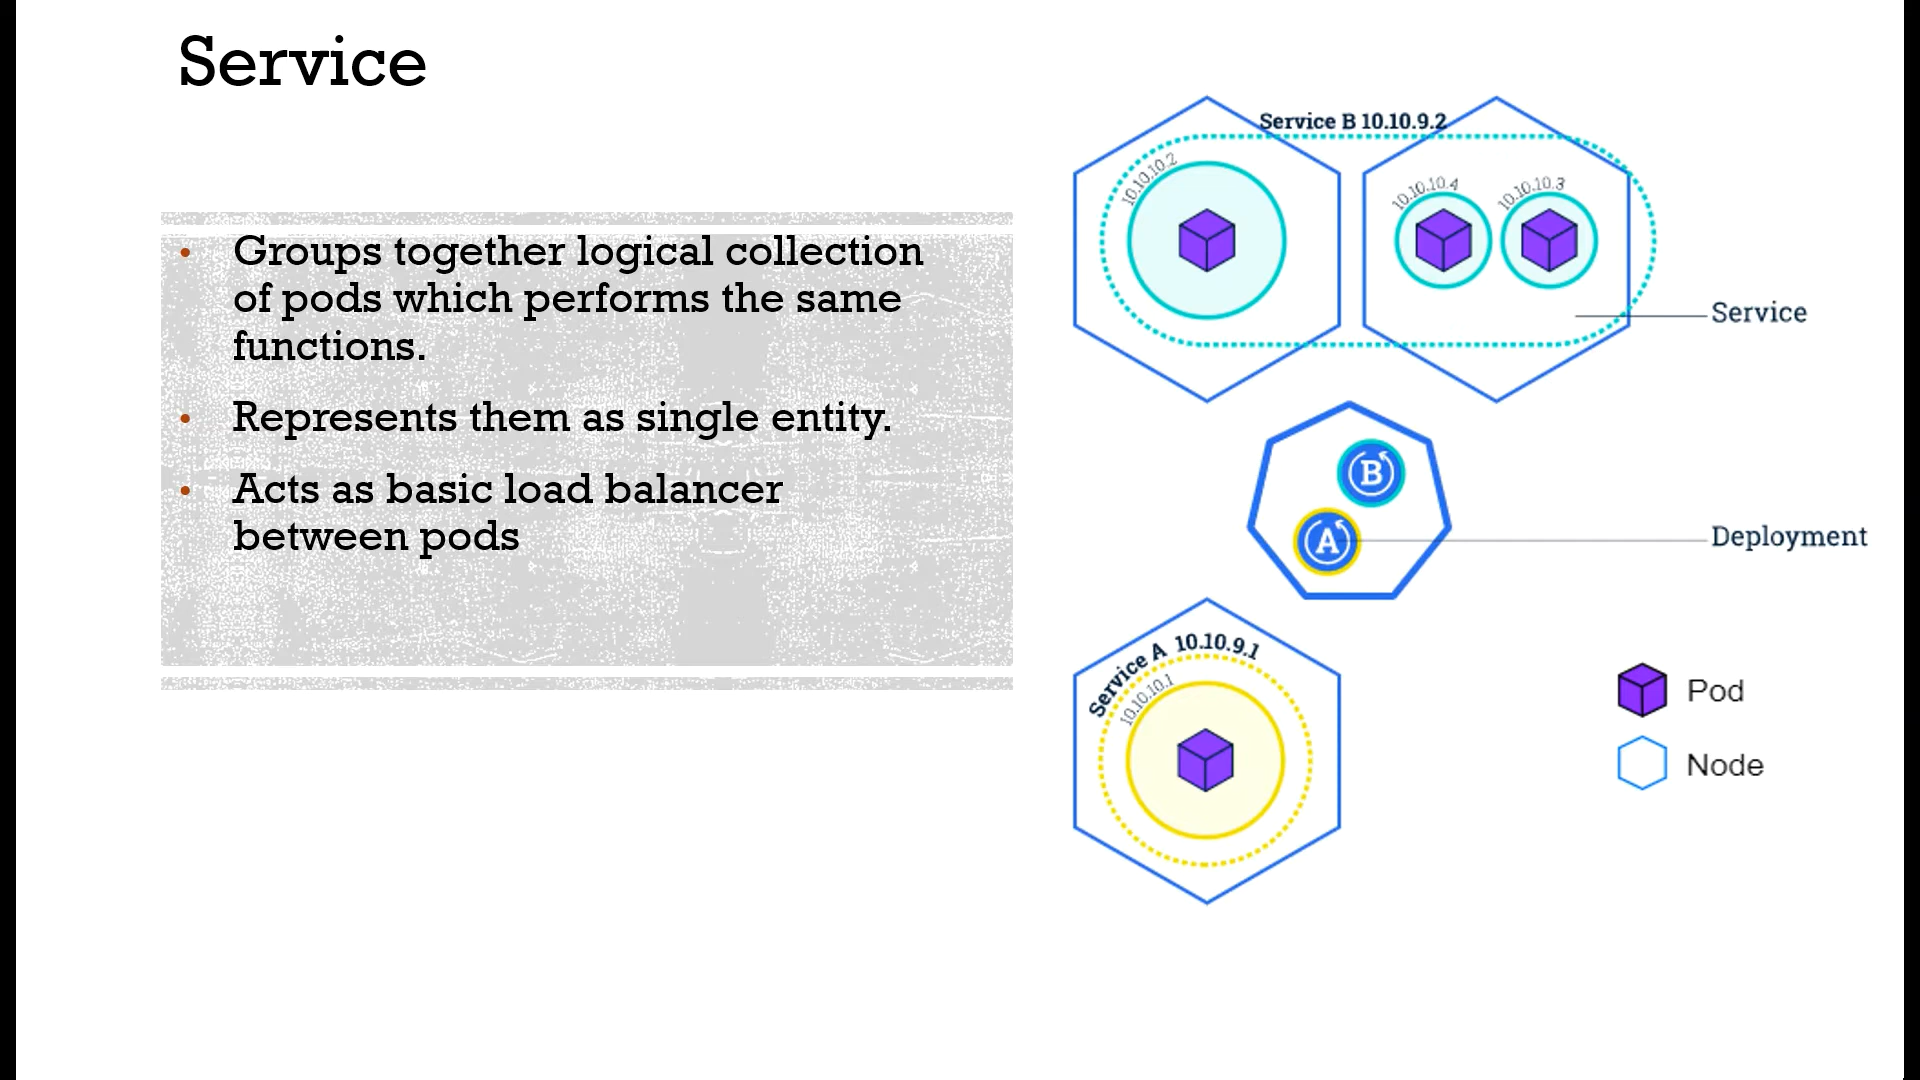 Service
• Groups together logical collection
of pods which performs the same
functions.
• Represents them as single entity.
• Acts as basic load balancer
between pods
Service B 10.10.9.2
10.10.10.2
10.10.10.4
10.10.10.3
Service
B
A
Deployment
Service A 10.10.9.1
10.10.10.1
Pod
Node